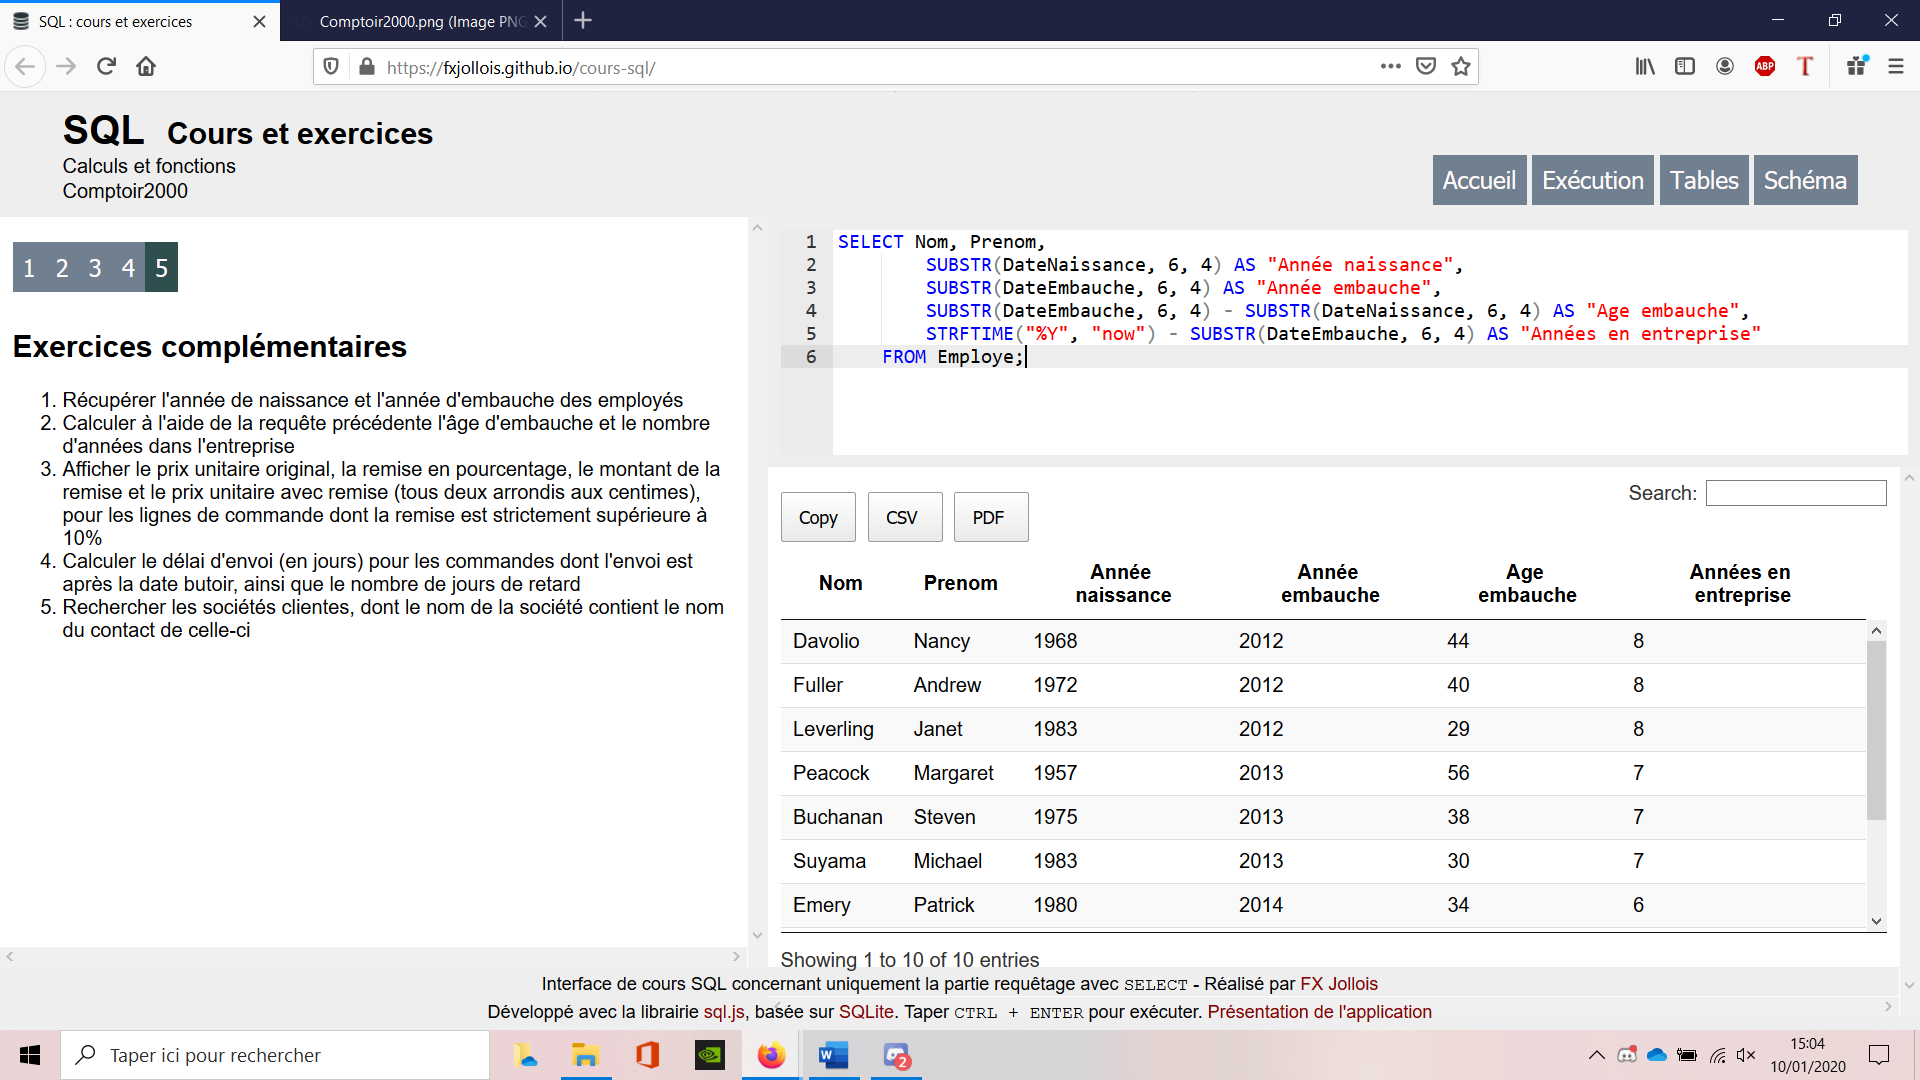 SQL : cours et exercices
Comptoir2000.png (Image PNG
https://fxjollois.github.io/cours-sql/
ABP
T
SQL Cours et exercices
Calculs et fonctions
Comptoir2000
Accueil Exécution Tables Schéma
1 2 3 4 5
Exercices complémentaires
1. Récupérer l'année de naissance et l'année d'embauche des employés
2. Calculer à l'aide de la requête précédente l'âge d'embauche et le nombre
d'années dans l'entreprise
3. Afficher le prix unitaire original, la remise en pourcentage, le montant de la
remise et le prix unitaire avec remise (tous deux arrondis aux centimes),
pour les lignes de commande dont la remise est strictement supérieure à
10%
4. Calculer le délai d'envoi (en jours) pour les commandes dont l'envoi est
après la date butoir, ainsi que le nombre de jours de retard
5. Rechercher les sociétés clientes, dont le nom de la société contient le nom
du contact de celle-ci
1 SELECT Nom, Prenom,
2 SUBSTR(DateNaissance, 6, 4) AS "Année naissance",
3 SUBSTR(DateEmbauche, 6, 4) AS "Année embauche",
4 SUBSTR(DateEmbauche, 6, 4) - SUBSTR(DateNaissance, 6, 4) AS "Age embauche",
5 STRFTIME("%Y", "now") - SUBSTR(DateEmbauche, 6, 4) AS "Années en entreprise"
6 FROM Employe;
Search:
Copy CSV PDF
Nom Prenom Année naissance Année embauche Age embauche Années en entreprise
Davolio Nancy 1968 2012 44 8
Fuller Andrew 1972 2012 40 8
Leverling Janet 1983 2012 29 8
Peacock Margaret 1957 2013 56 7
Buchanan Steven 1975 2013 38 7
Suyama Michael 1983 2013 30 7
Emery Patrick 1980 2014 34 6
Showing 1 to 10 of 10 entries
Interface de cours SQL concernant uniquement la partie requêtage avec SELECT - Réalisé par FX Jollois
Développé avec la librairie sql.js, basée sur SQLite. Taper CTRL + ENTER pour exécuter. Présentation de l'application
Taper ici pour rechercher
W
2
15:04
10/01/2020